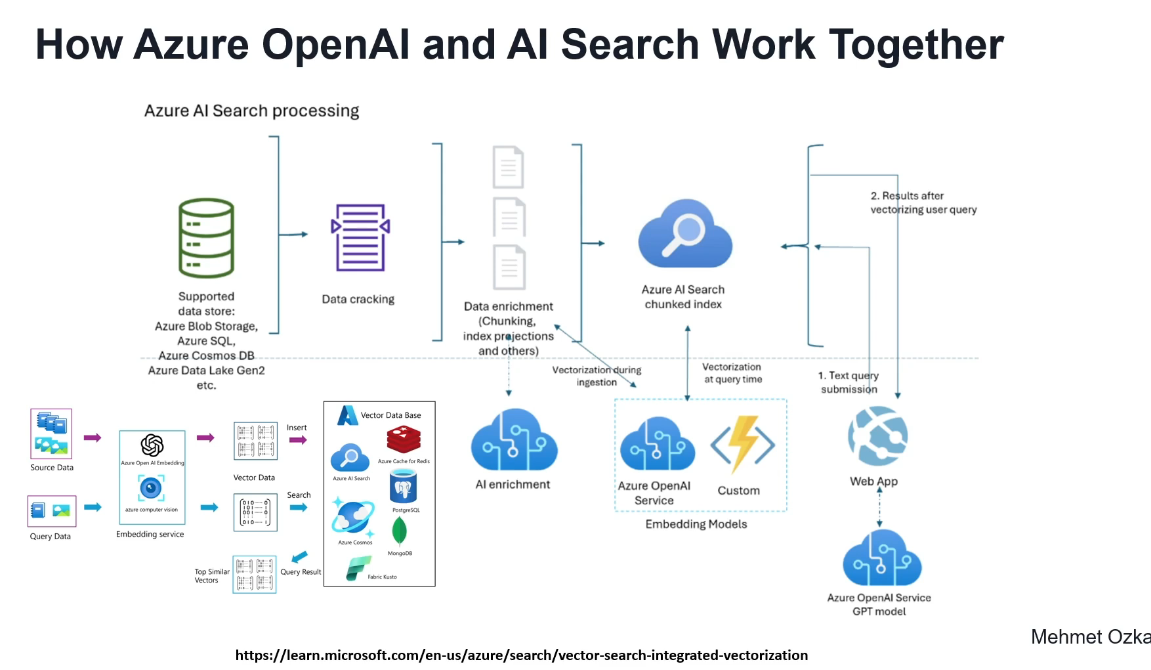 How Azure OpenAI and AI Search Work Together
Azure AI Search processing
Supported
data store:
Azure Blob Storage,
Azure SQL,
Azure Cosmos DB
Azure Data Lake Gen2
etc.
Data cracking
Data enrichment
(Chunking,
index projections
and others)
Azure AI Search
chunked index
2. Results after
vectorizing user query
Vectorization during
ingestion
Vectorization
at query time
1. Text query
submission
AI enrichment
Azure OpenAI
Service
Custom
Embedding Models
Web App
Azure OpenAI Service
GPT model
Source Data
Query Data
Azure Open AI Embedding
azure computer vision
Embedding service
Vector Data
Insert
Search
Top Similar
Vectors
Query Result
Vector Data Base
Azure Cache for Redis
Azure AI Search
PostgreSQL
Azure Cosmos
MongoDB
Fabric Kusto
Mehmet Ozka
https://learn.microsoft.com/en-us/azure/search/vector-search-integrated-vectorization